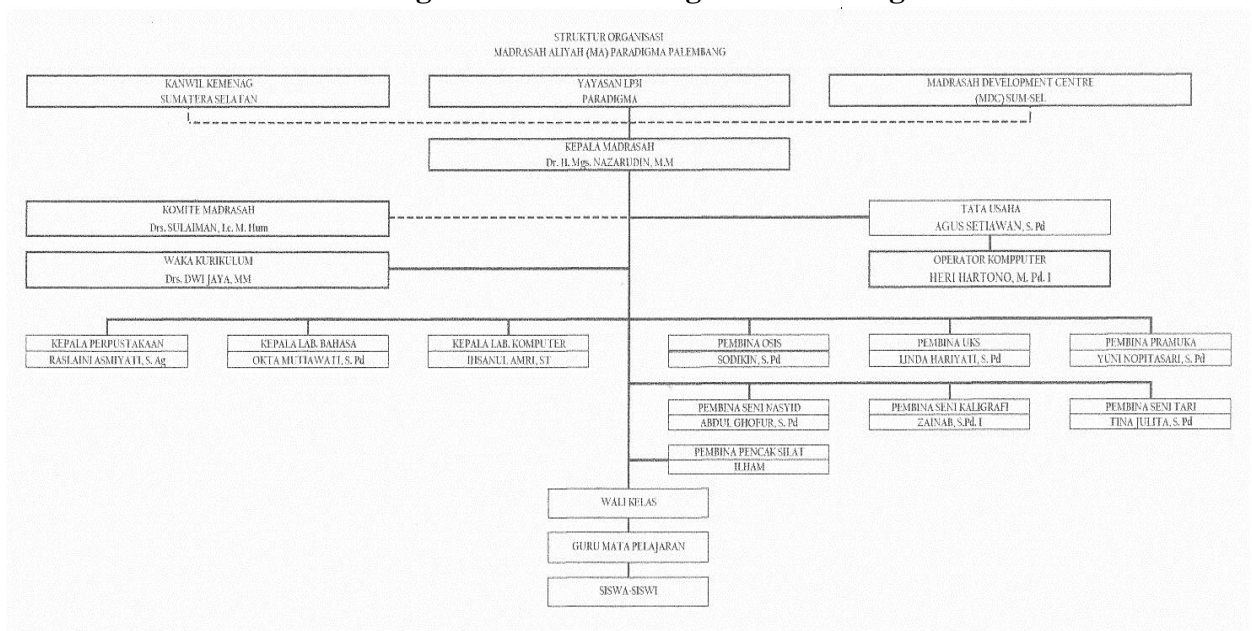 STRUKTUR ORGANISASI
MADRASAH ALIYAH (MA) PARADIGMA PALEMBANG
KANWIL KEMENAG
SUMATERA SELATAN
YAYASAN LP3I
PARADIGMA
MADRASAH DEVELOPMENT CENTRE
(MDC) SUM-SEL
KEPALA MADRASAH
Dr. H. Mgs. NAZARUDIN, M.M
KOMITE MADRASAH
Drs. SULAIMAN, Lc. M. Hum
TATA USAHA
AGUS SETIAWAN, S. Pd
WAKA KURIKULUM
Drs. DWI JAYA, MM
OPERATOR KOMPPUTER
HERI HARTONO, M. Pd. I
KEPALA PERPUSTAKAAN
RASLAINI ASMIYATI, S. Ag
KEPALA LAB. BAHASA
OKTA MUTIAWATI, S. Pd
KEPALA LAB. KOMPUTER
IHSANUL AMRI, ST
PEMBINA OSIS
SODIKIN, S. Pd
PEMBINA UKS
LINDA HARIYATI, S. Pd
PEMBINA PRAMUKA
YUNI NOPITASARI, S. Pd
PEMBINA SENI NASYID
ABDUL GHOFUR, S. Pd
PEMBINA SENI KALIGRAFI
ZAINAB, S.Pd. I
PEMBINA SENI TARI
TINA JULITA, S. Pd
PEMBINA PENCAK SILAT
ILHAM
WALI KELAS
GURU MATA PELAJARAN
SISWA-SISWI